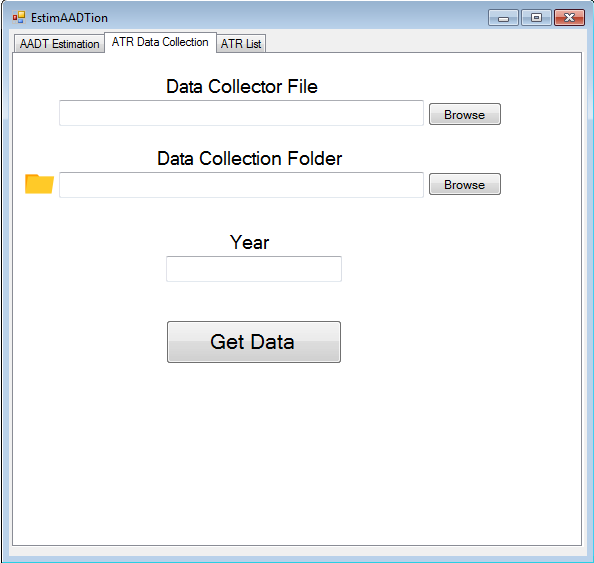 EstimAADTion
AADT Estimation ATR Data Collection ATR List
Data Collector File
Browse
Data Collection Folder
Browse
Year
Get Data